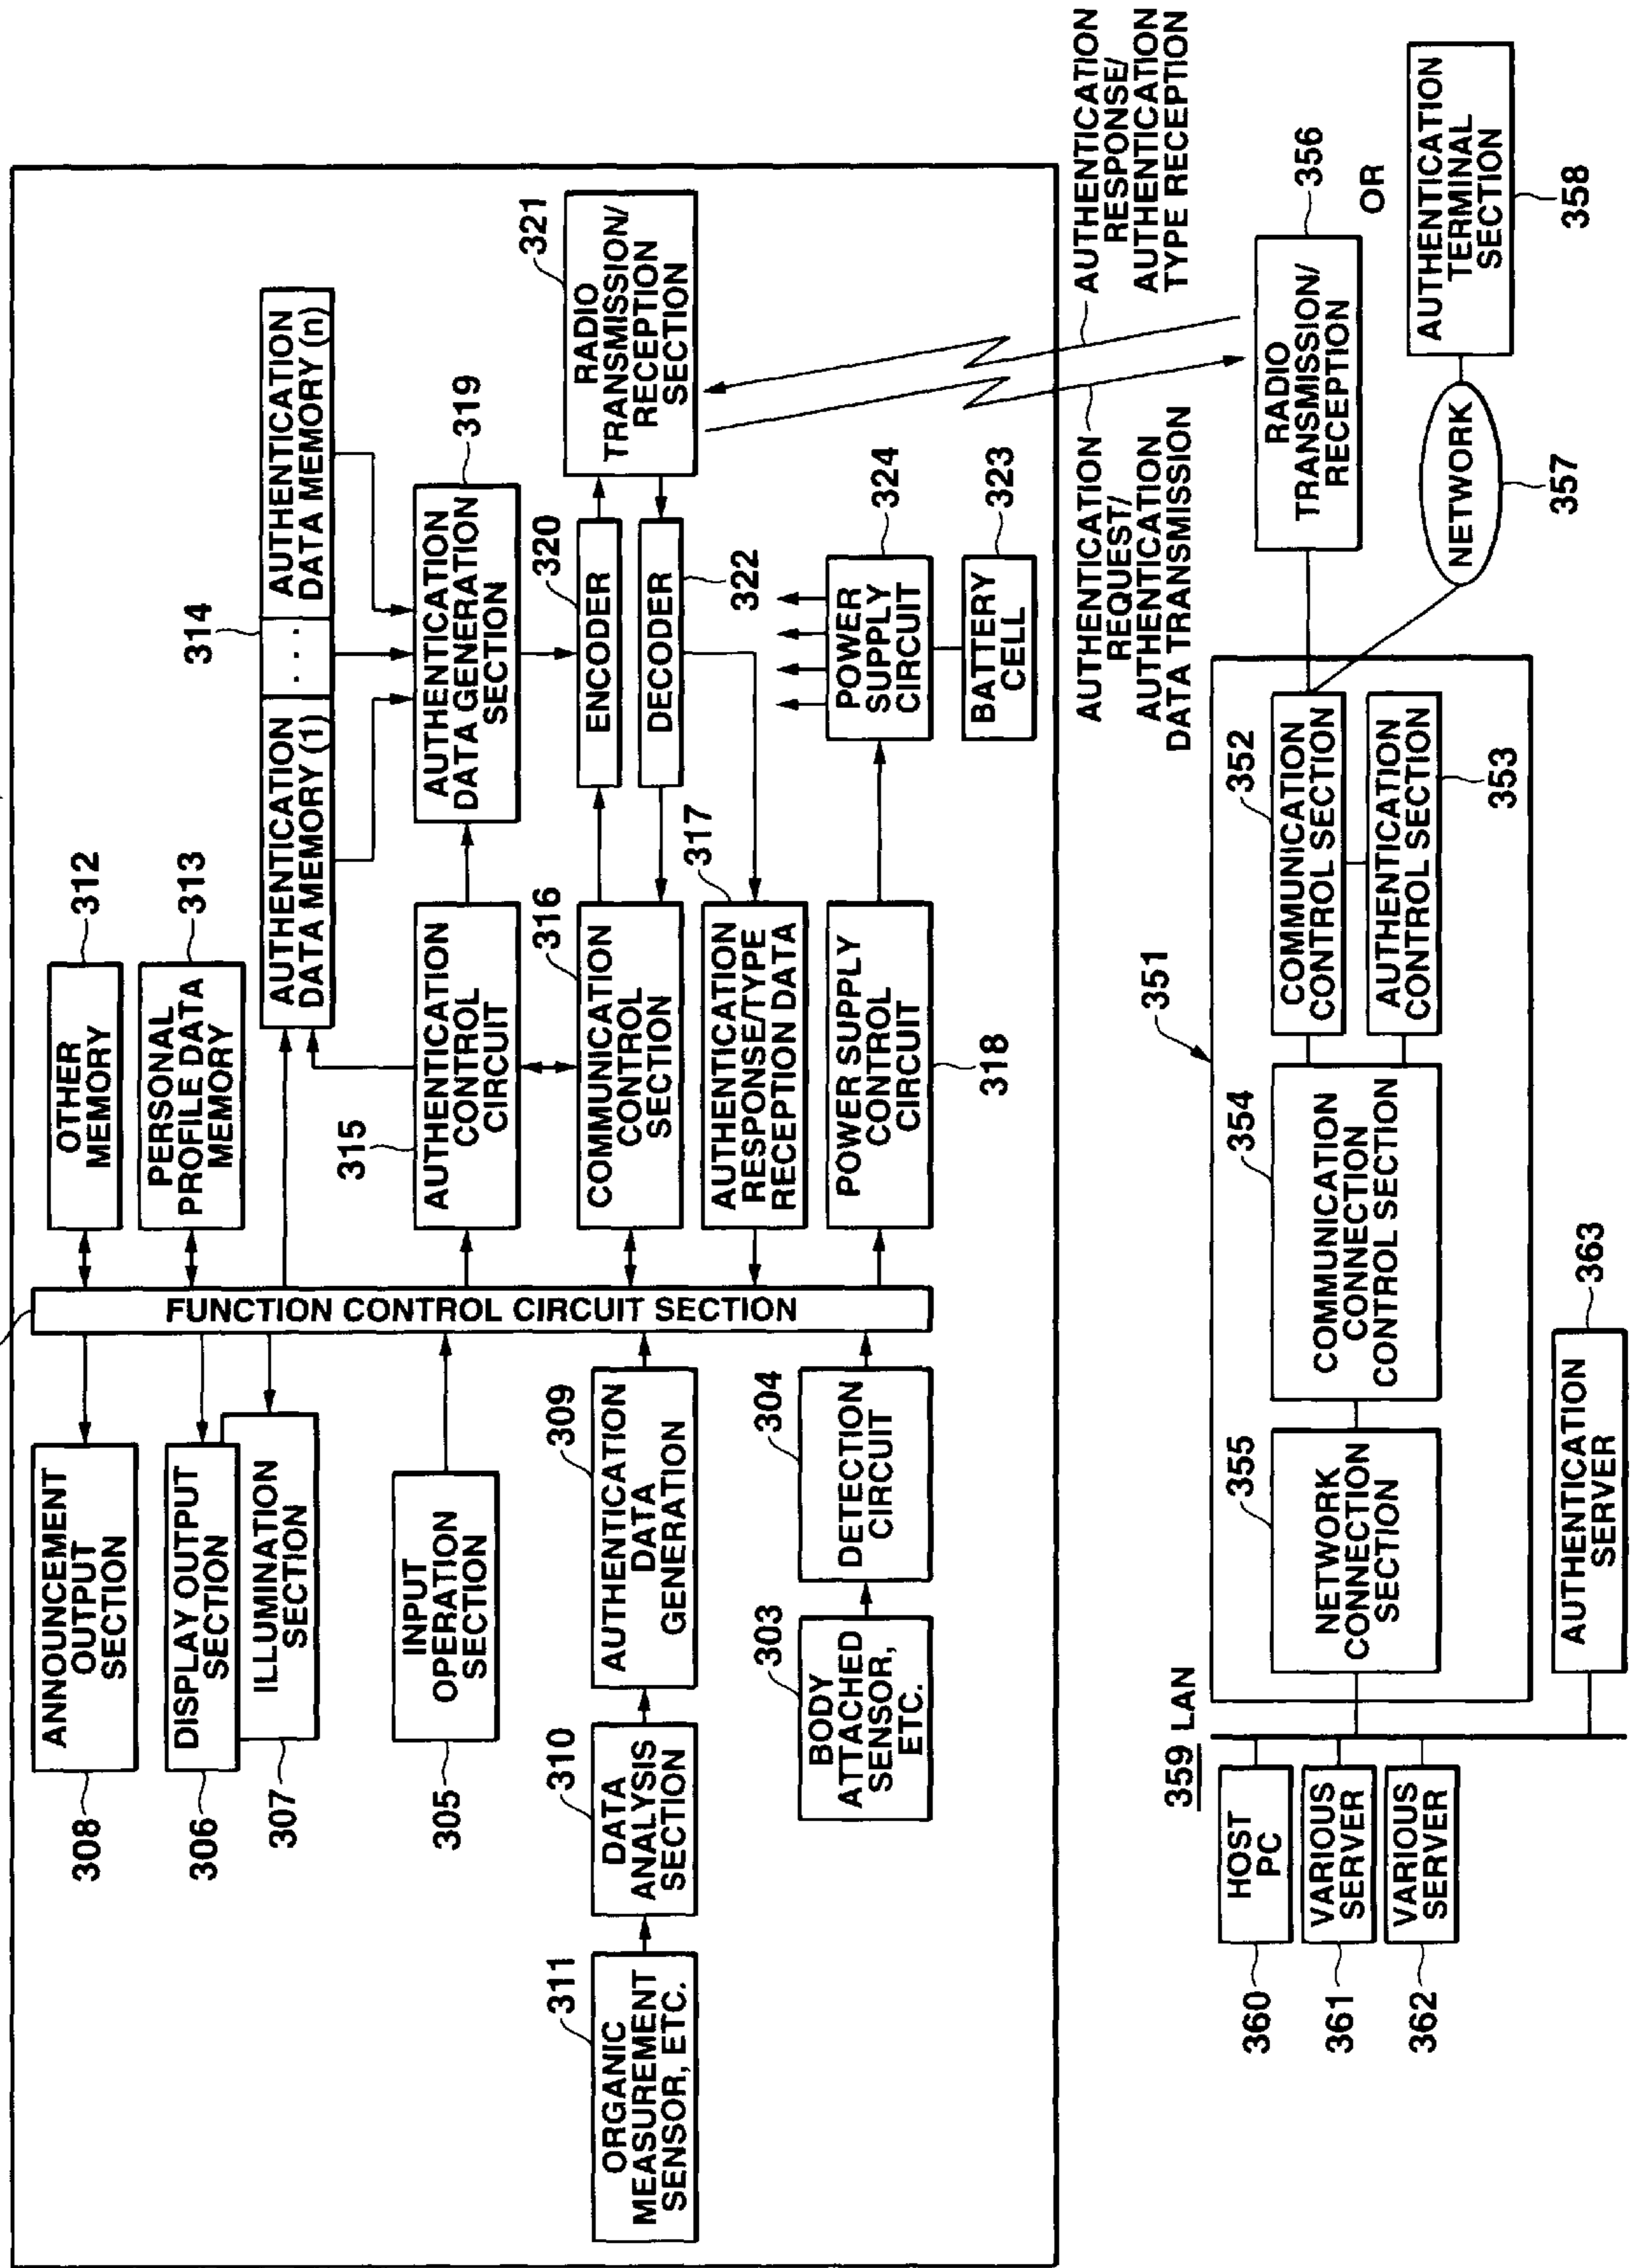 ANNOUNCEMENT
OUTPUT
SECTION
308
DISPLAY OUTPUT
SECTION
306
ILLUMINATION
SECTION
307
INPUT
OPERATION
SECTION
305
ORGANIC
MEASUREMENT
SENSOR, ETC.
311
DATA
ANALYSIS
SECTION
310
AUTHENTICATION
DATA
GENERATION
309
BODY
ATTACHED
SENSOR,
ETC.
303
DETECTION
CIRCUIT
304
FUNCTION CONTROL CIRCUIT SECTION
OTHER
MEMORY
312
PERSONAL
PROFILE DATA
MEMORY
313
314
AUTHENTICATION
DATA MEMORY (1)
...
AUTHENTICATION
DATA MEMORY (n)
315
AUTHENTICATION
CONTROL
CIRCUIT
AUTHENTICATION
DATA GENERATION
SECTION
319
316
COMMUNICATION
CONTROL
SECTION
320
ENCODER
DECODER
322
321
RADIO
TRANSMISSION/
RECEPTION
SECTION
317
AUTHENTICATION
RESPONSE/TYPE
RECEPTION DATA
POWER SUPPLY
CONTROL
CIRCUIT
318
POWER
SUPPLY
CIRCUIT
324
BATTERY
CELL
323
AUTHENTICATION
REQUEST/
AUTHENTICATION
DATA TRANSMISSION
AUTHENTICATION
RESPONSE/
AUTHENTICATION
TYPE RECEPTION
359 LAN
HOST
PC
360
VARIOUS
SERVER
361
VARIOUS
SERVER
362
351
355
NETWORK
CONNECTION
SECTION
354
COMMUNICATION
CONNECTION
CONTROL SECTION
352
COMMUNICATION
CONTROL SECTION
AUTHENTICATION
CONTROL SECTION
353
RADIO
TRANSMISSION/
RECEPTION
356
OR
NETWORK
357
AUTHENTICATION
TERMINAL
SECTION
358
AUTHENTICATION
SERVER
363